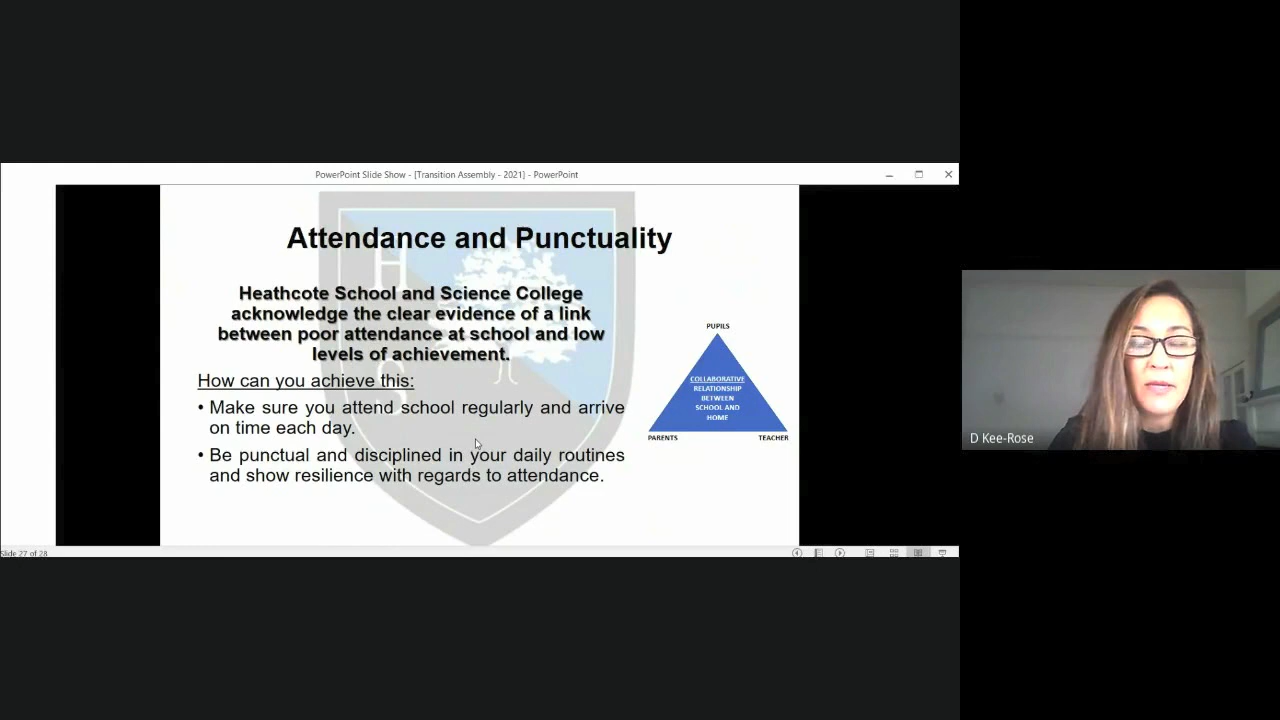 PowerPoint Slide Show - [Transition Assembly - 2021] - PowerPoint
Attendance and Punctuality
Heathcote School and Science College
acknowledge the clear evidence of a link
between poor attendance at school and low
levels of achievement.
How can you achieve this:
• Make sure you attend school regularly and arrive
on time each day.
• Be punctual and disciplined in your daily routines
and show resilience with regards to attendance.
PUPILS
COLLABORATIVE
RELATIONSHIP
BETWEEN
SCHOOL AND
HOME
PARENTS
TEACHER
H
S
Slide 27 of 28
D Kee-Rose